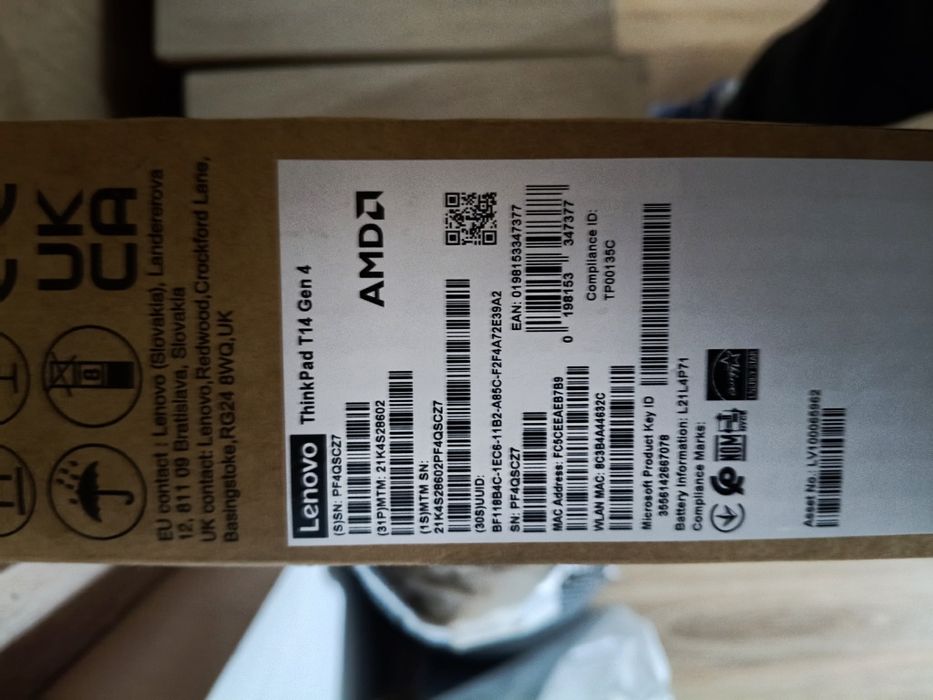 UK
CA
EU contact : Lenovo (Slovakia), Landererova
12, 811 09 Bratislava, Slovakia
UK contact: Lenovo,Redwood,Crockford Lane,
Basingstoke,RG24 8WQ,UK
Lenovo ThinkPad T14 Gen 4
AMD
(S)SN: PF4QSCZ7
(31P)MTM: 21K4S28602
(1S)MTM SN:
21K4S28602PF4QSCZ7
(30S)UUID:
BF118B4C-1EC6-11B2-A85C-F2F4A72E39A2
SN: PF4QSCZ7
EAN: 0198153347377
0 198153 347377
MAC Address: FC5CEEAEB7B9
WLAN MAC: 8C3B4A44632C
Compliance ID:
TP00135C
Microsoft Product Key ID
3556142667078
Battery Information: L21L4P71
Compliance Marks:
Asset No. LV10006962